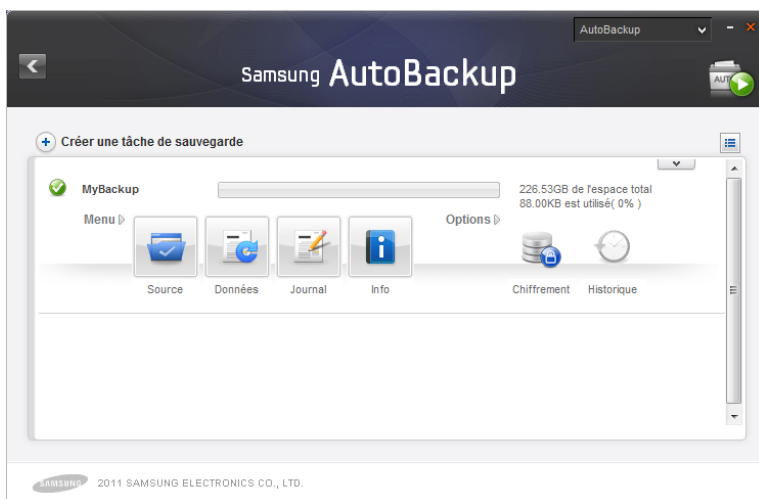 AutoBackup
samsung AutoBackup
AUT
Créer une tâche de sauvegarde
MyBackup
226.53GB de l'espace total
88.00KB est utilisé( 0% )
Menu
Options
Source
Données
Journal
Info
Chiffrement
Historique
SAMSUNG 2011 SAMSUNG ELECTRONICS CO., LTD.